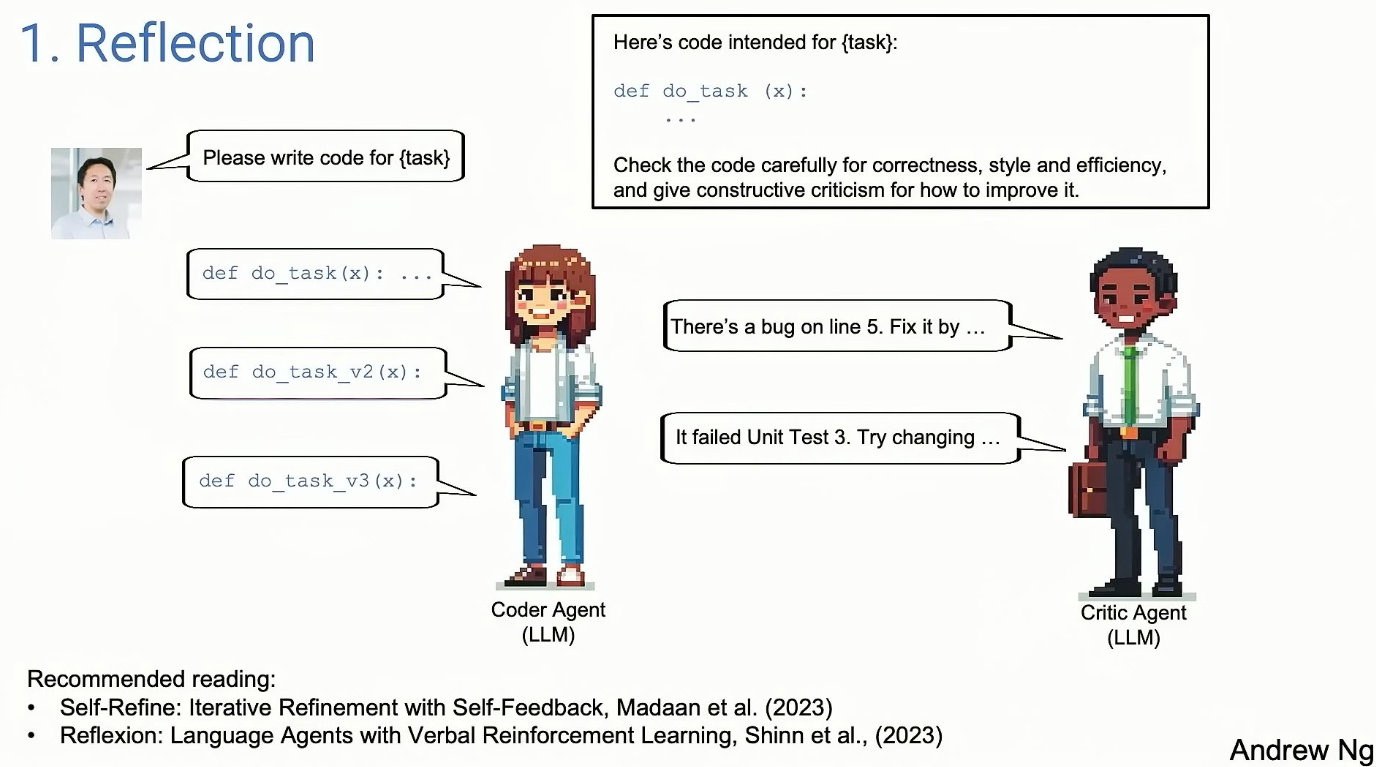 1. Reflection
Here's code intended for {task}:
def do_task (x):
...
Check the code carefully for correctness, style and efficiency,
and give constructive criticism for how to improve it.
Please write code for {task}
def do_task(x): ...
There's a bug on line 5. Fix it by …
def do_task_v2(x):
It failed Unit Test 3. Try changing …
def do_task_v3(x):
Coder Agent
(LLM)
Critic Agent
(LLM)
Recommended reading:
• Self-Refine: Iterative Refinement with Self-Feedback, Madaan et al. (2023)
• Reflexion: Language Agents with Verbal Reinforcement Learning, Shinn et al., (2023)
Andrew Ng